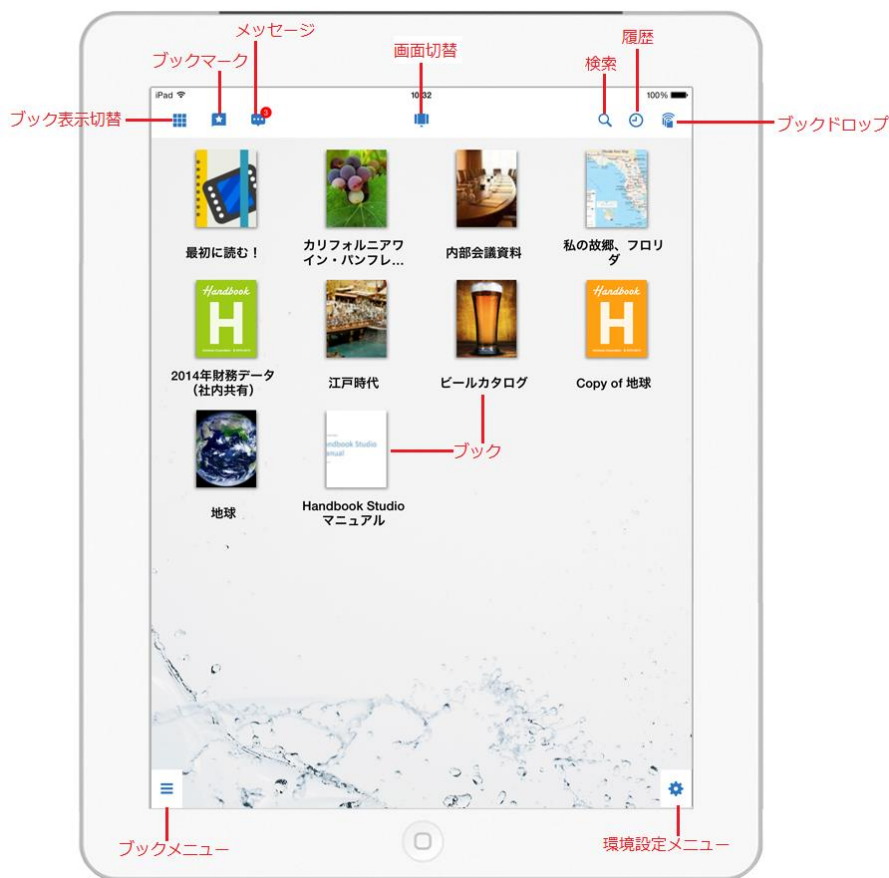 メッセージ
履歴
ブックマーク
画面切替
検索
iPad
10:32
100%
ブック表示切替
3
ブックドロップ
最初に読む！
カリフォルニアワ
イン・パンフレ...
内部会議資料
私の故郷、フロリ
ダ
Handbook
H
Handbook
H
2014年財務データ
（社内共有）
江戸時代
ビールカタログ
Copy of 地球
ndbook Studio
anual
ブック
地球
Handbook Studio
マニュアル
ブックメニュー
環境設定メニュー